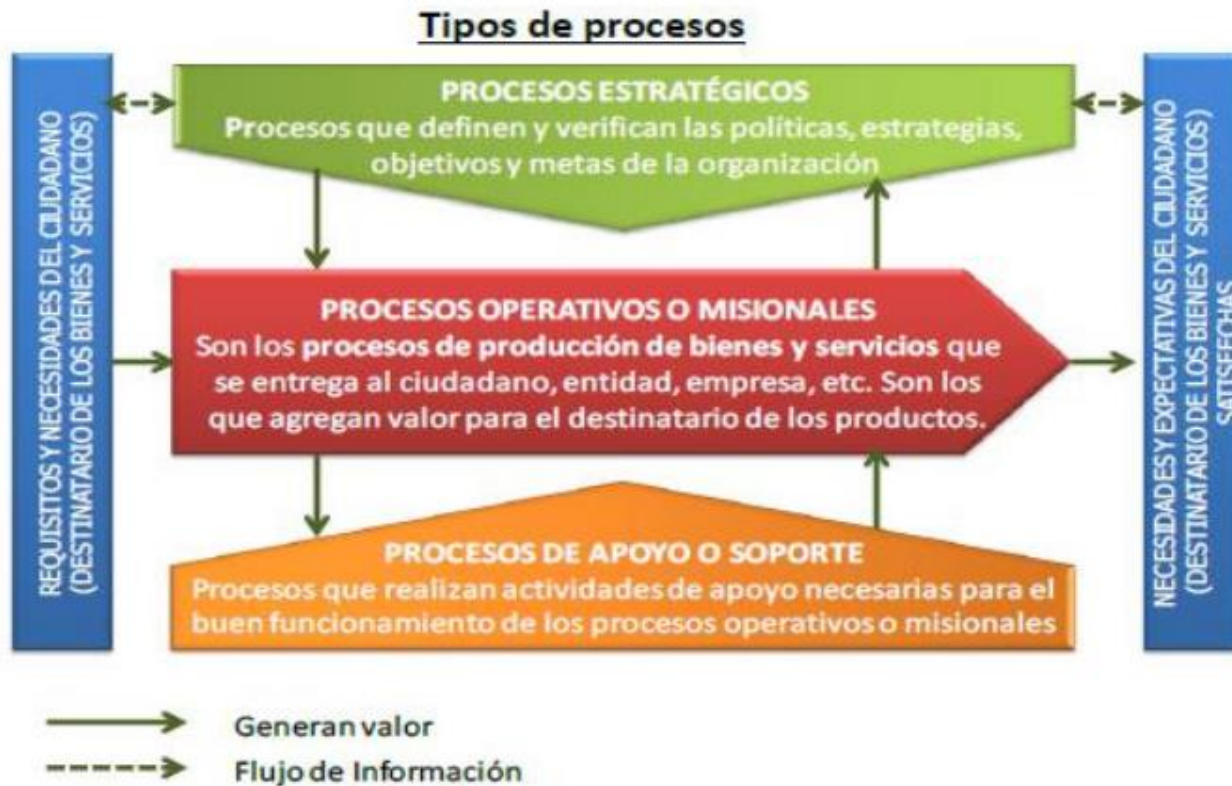 Tipos de procesos
REQUISITOS Y NECESIDADES DEL CIUDADANO
(DESTINATARIO DE LOS BIENES Y SERVICIOS)
PROCESOS ESTRATÉGICOS
Procesos que definen y verifican las políticas, estrategias,
objetivos y metas de la organización
PROCESOS OPERATIVOS O MISIONALES
Son los procesos de producción de bienes y servicios que
se entrega al ciudadano, entidad, empresa, etc. Son los
que agregan valor para el destinatario de los productos.
PROCESOS DE APOYO O SOPORTE
Procesos que realizan actividades de apoyo necesarias para el
buen funcionamiento de los procesos operativos o misionales
NECESIDADES Y EXPECTATIVAS DEL CIUDADANO
(DESTINATARIO DE LOS BIENES Y SERVICIOS )
SATISFECHAS
Generan valor
Flujo de Información